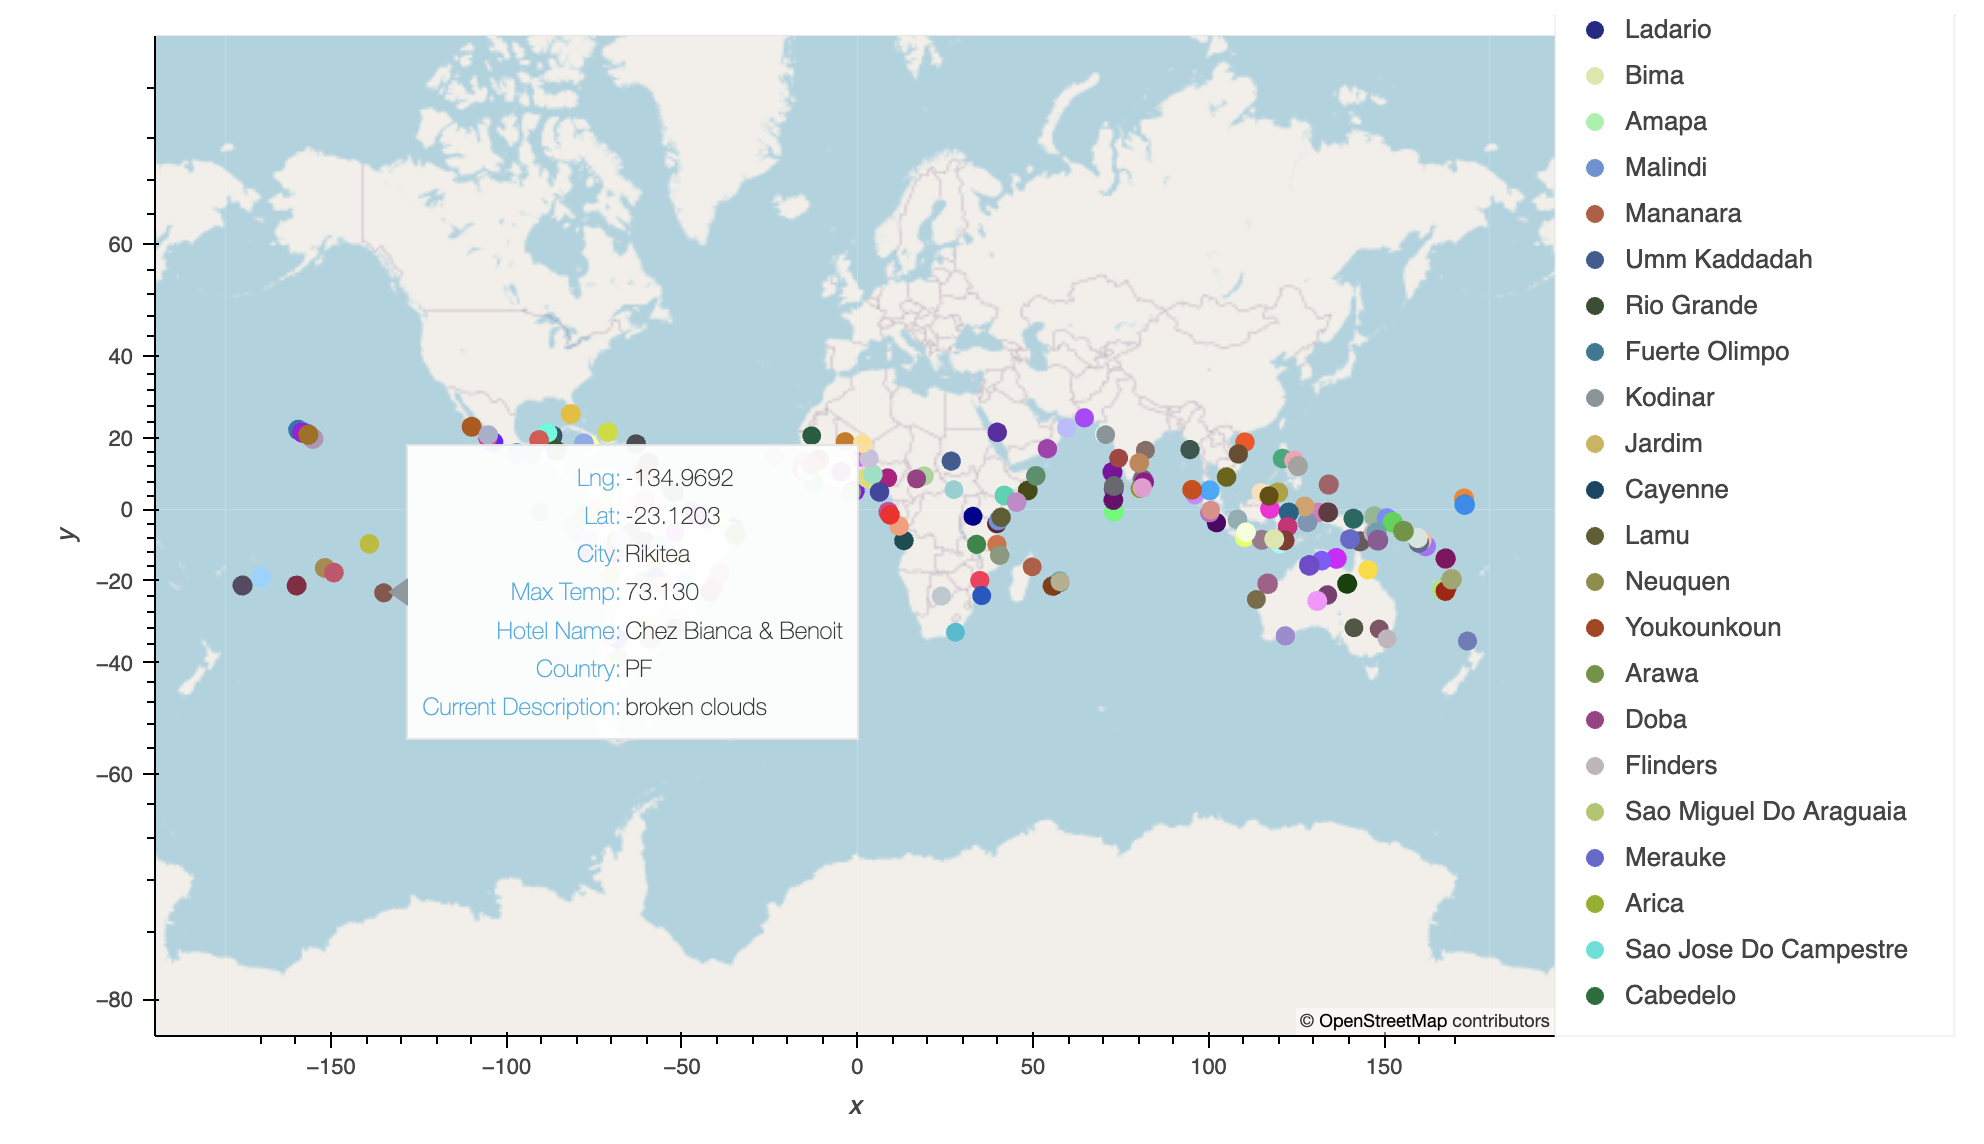 Ladario
Bima
Amapa
Malindi
Mananara
Umm Kaddadah
Rio Grande
Fuerte Olimpo
Kodinar
Jardim
Cayenne
Lamu
Neuquen
Youkounkoun
Arawa
Doba
Flinders
Sao Miguel Do Araguaia
Merauke
Arica
Sao Jose Do Campestre
Cabedelo
60
40
20
0
−20
−40
−60
−80
y
Lng: -134.9692
Lat: -23.1203
City: Rikitea
Max Temp: 73.130
Hotel Name: Chez Bianca & Benoit
Country: PF
Current Description: broken clouds
© OpenStreetMap contributors
−150 −100 −50 0 50 100 150
x